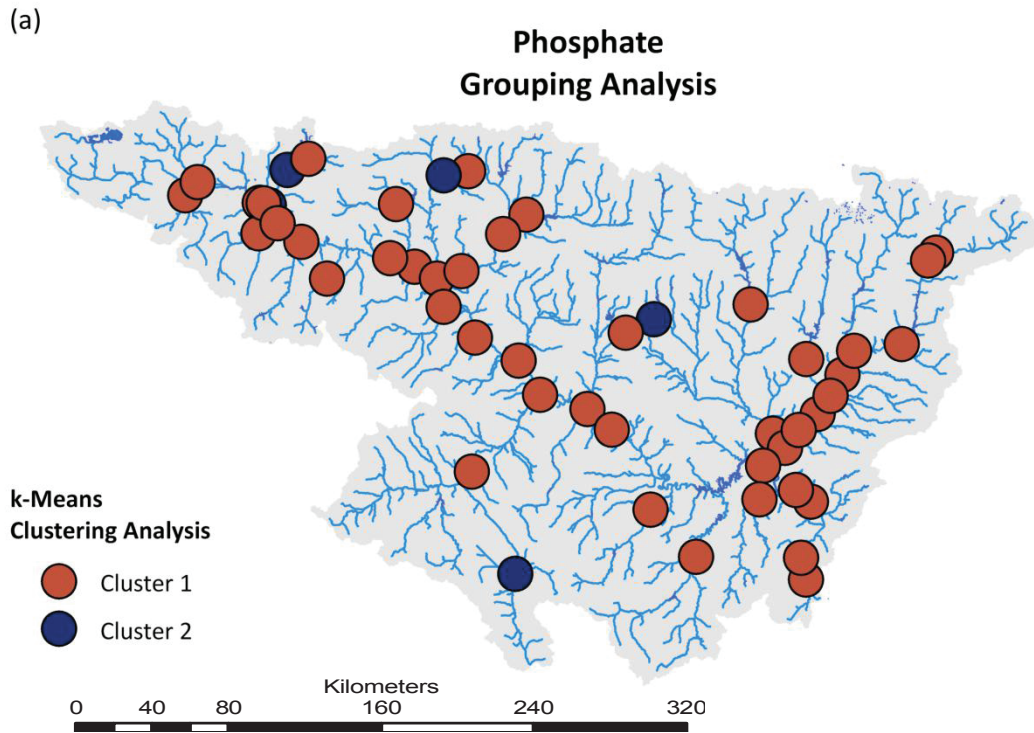 (a)
Phosphate
Grouping Analysis
k-Means
Clustering Analysis
Cluster 1
Cluster 2
Kilometers
0 40 80 160 240 320